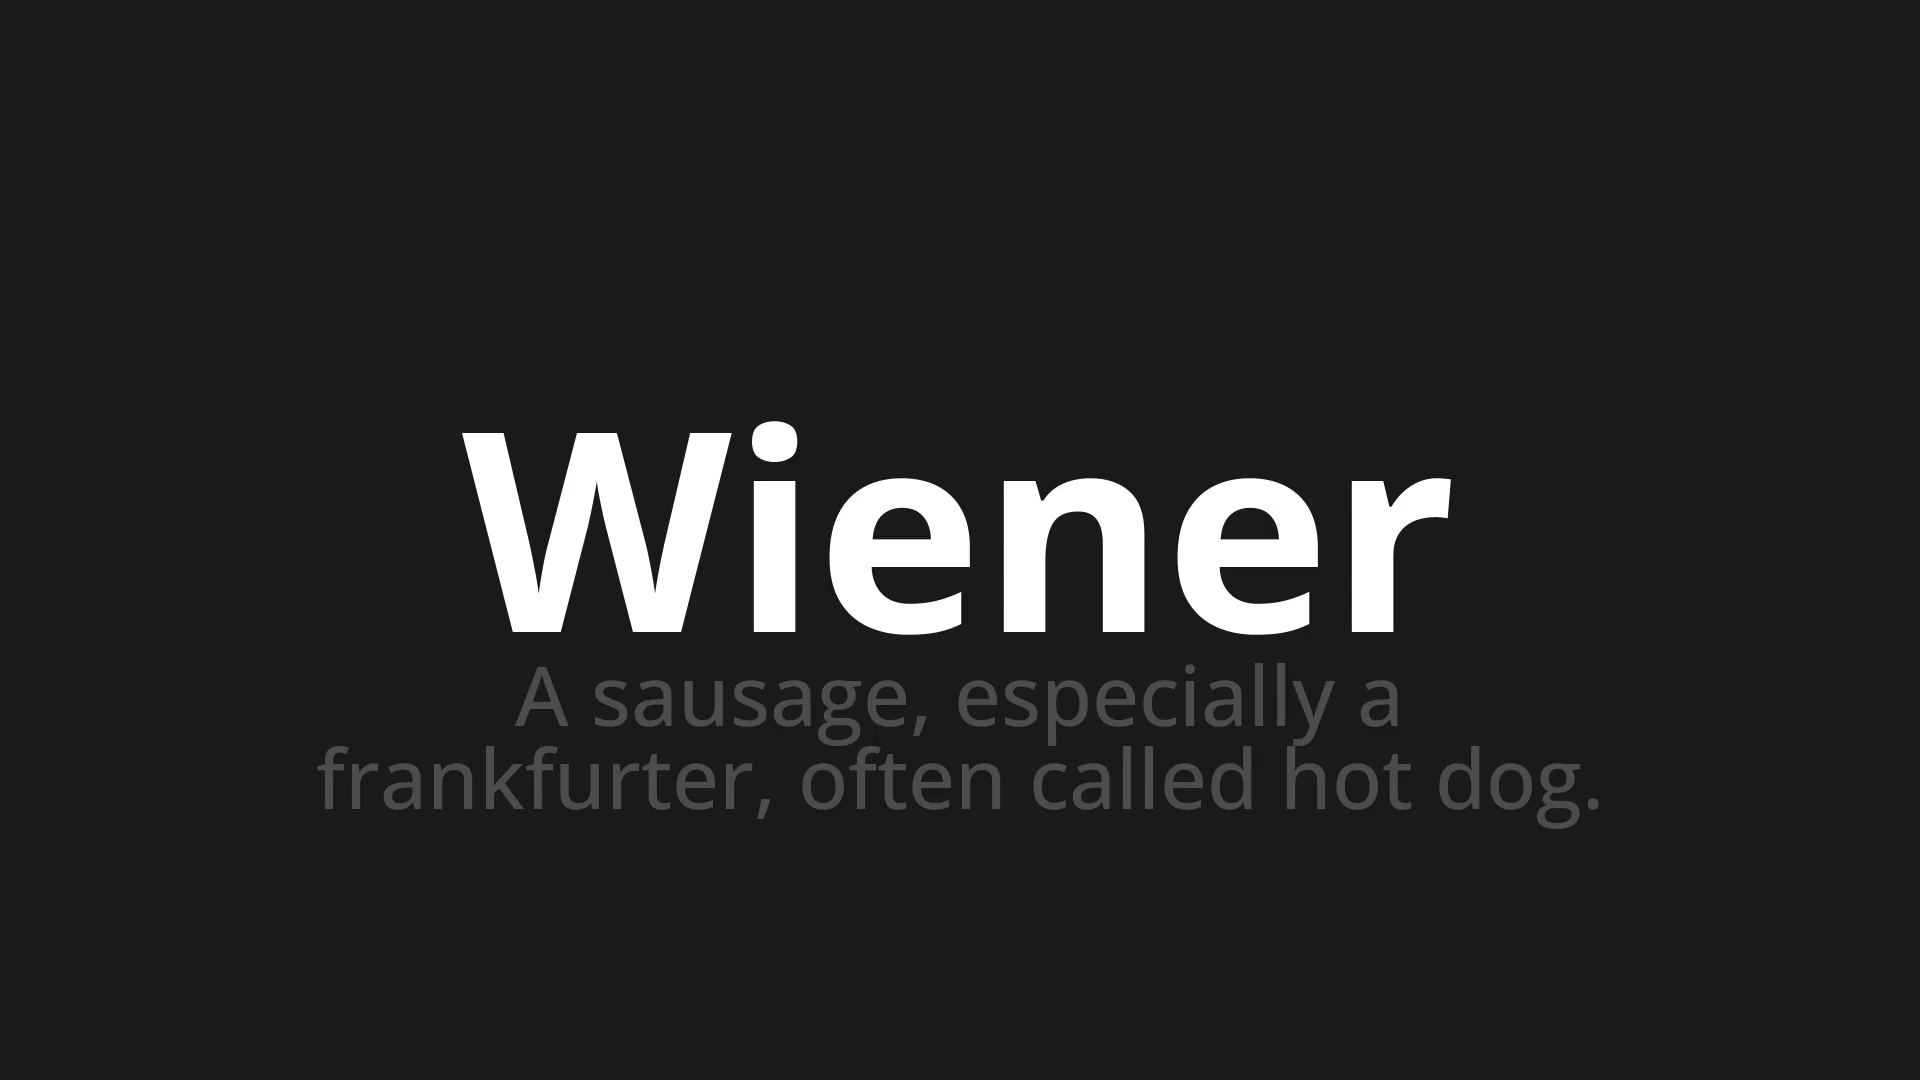 Wiener
A sausage, especially a
frankfurter, often called hot dog.